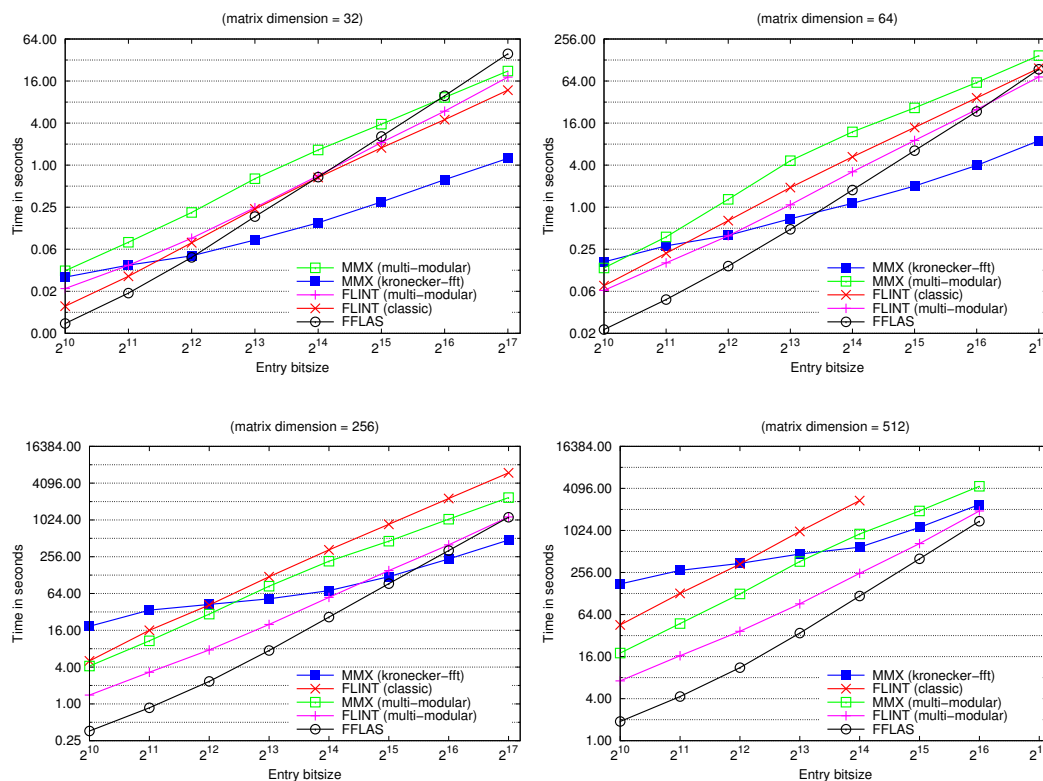 (matrix dimension = 32)
64.00
16.00
4.00
1.00
0.25
0.06
0.02
0.00
Time in seconds
MMX (multi-modular)
MMX (kronecker-fft)
FLINT (multi-modular)
FLINT (classic)
FFLAS
2^10 2^11 2^12 2^13 2^14 2^15 2^16 2^17
Entry bitsize
(matrix dimension = 64)
256.00
64.00
16.00
4.00
1.00
0.25
0.06
0.02
Time in seconds
MMX (kronecker-fft)
MMX (multi-modular)
FLINT (classic)
FLINT (multi-modular)
FFLAS
2^10 2^11 2^12 2^13 2^14 2^15 2^16 2^1
Entry bitsize
(matrix dimension = 256)
16384.00
4096.00
1024.00
256.00
64.00
16.00
4.00
1.00
0.25
Time in seconds
MMX (kronecker-fft)
FLINT (classic)
MMX (multi-modular)
FLINT (multi-modular)
FFLAS
2^10 2^11 2^12 2^13 2^14 2^15 2^16 2^17
Entry bitsize
(matrix dimension = 512)
16384.00
4096.00
1024.00
256.00
64.00
16.00
4.00
1.00
Time in seconds
MMX (kronecker-fft)
FLINT (classic)
MMX (multi-modular)
FLINT (multi-modular)
FFLAS
2^10 2^11 2^12 2^13 2^14 2^15 2^16 2^1
Entry bitsize